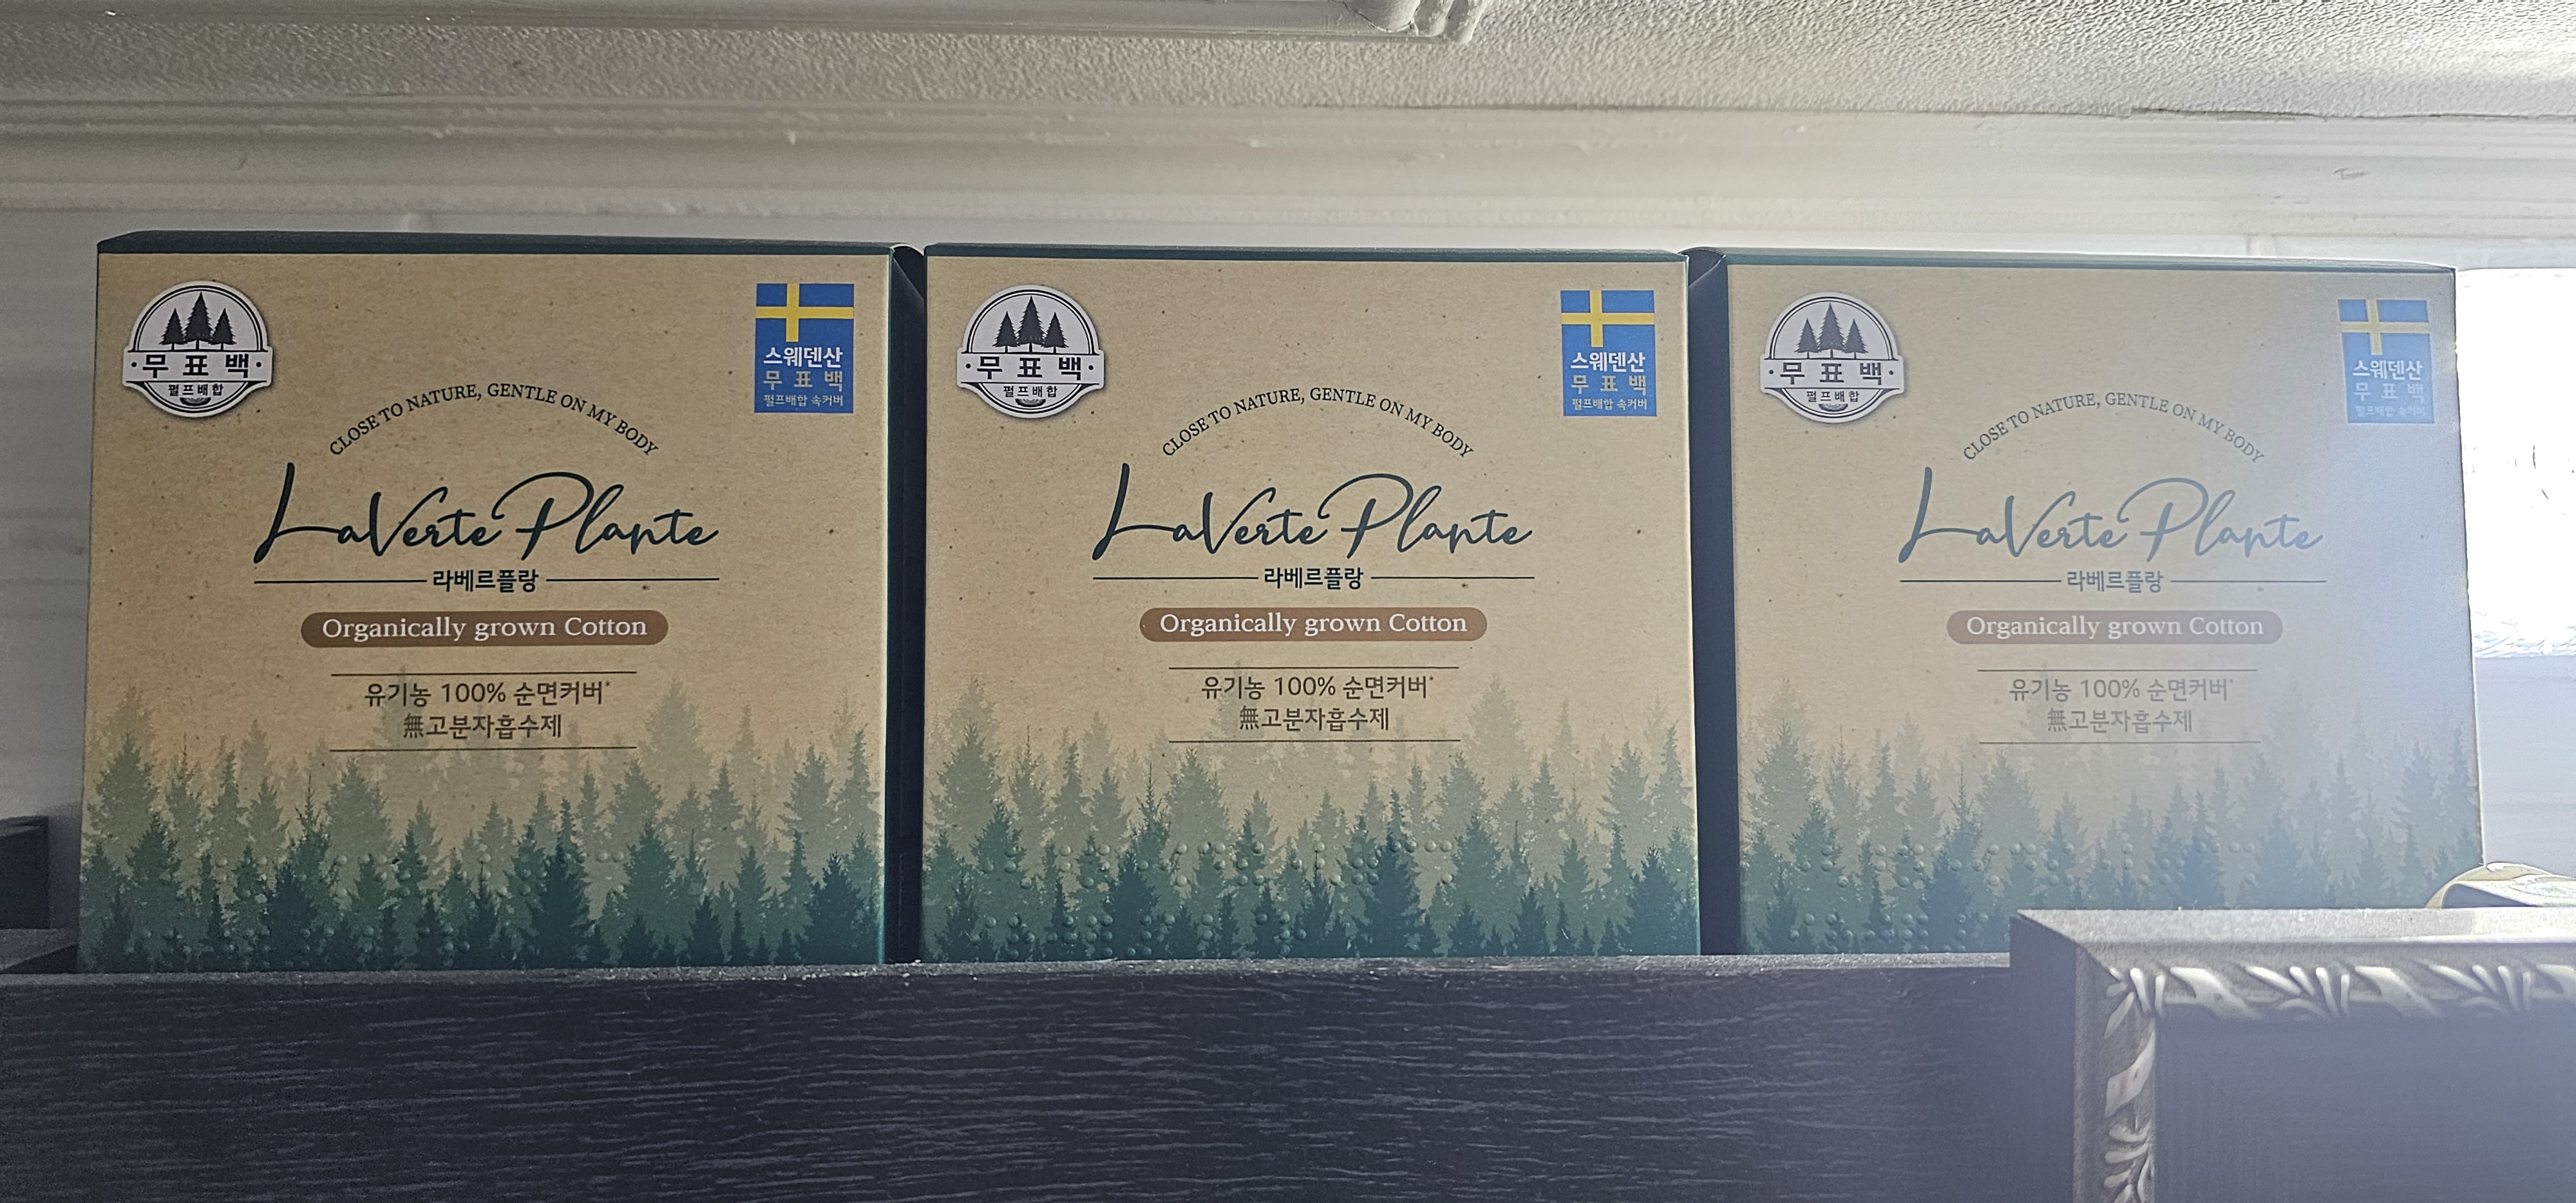 무표백
펄프배합
스웨덴산
무표백
펄프배합 속커버
CLOSE TO NATURE, GENTLE ON MY BODY
LaVerte Plante
라베르플랑
Organically grown Cotton
유기농 100% 순면커버*
無고분자흡수제
무표백
펄프배합
스웨덴산
무표백
펄프배합 속커버
CLOSE TO NATURE, GENTLE ON MY BODY
LaVerte Plante
라베르플랑
Organically grown Cotton
유기농 100% 순면커버*
無고분자흡수제
무표백
펄프배합
스웨덴산
무표백
펄프배합 속커버
CLOSE TO NATURE, GENTLE ON MY BODY
LaVerte Plante
라베르플랑
Organically grown Cotton
유기농 100% 순면커버*
無고분자흡수제